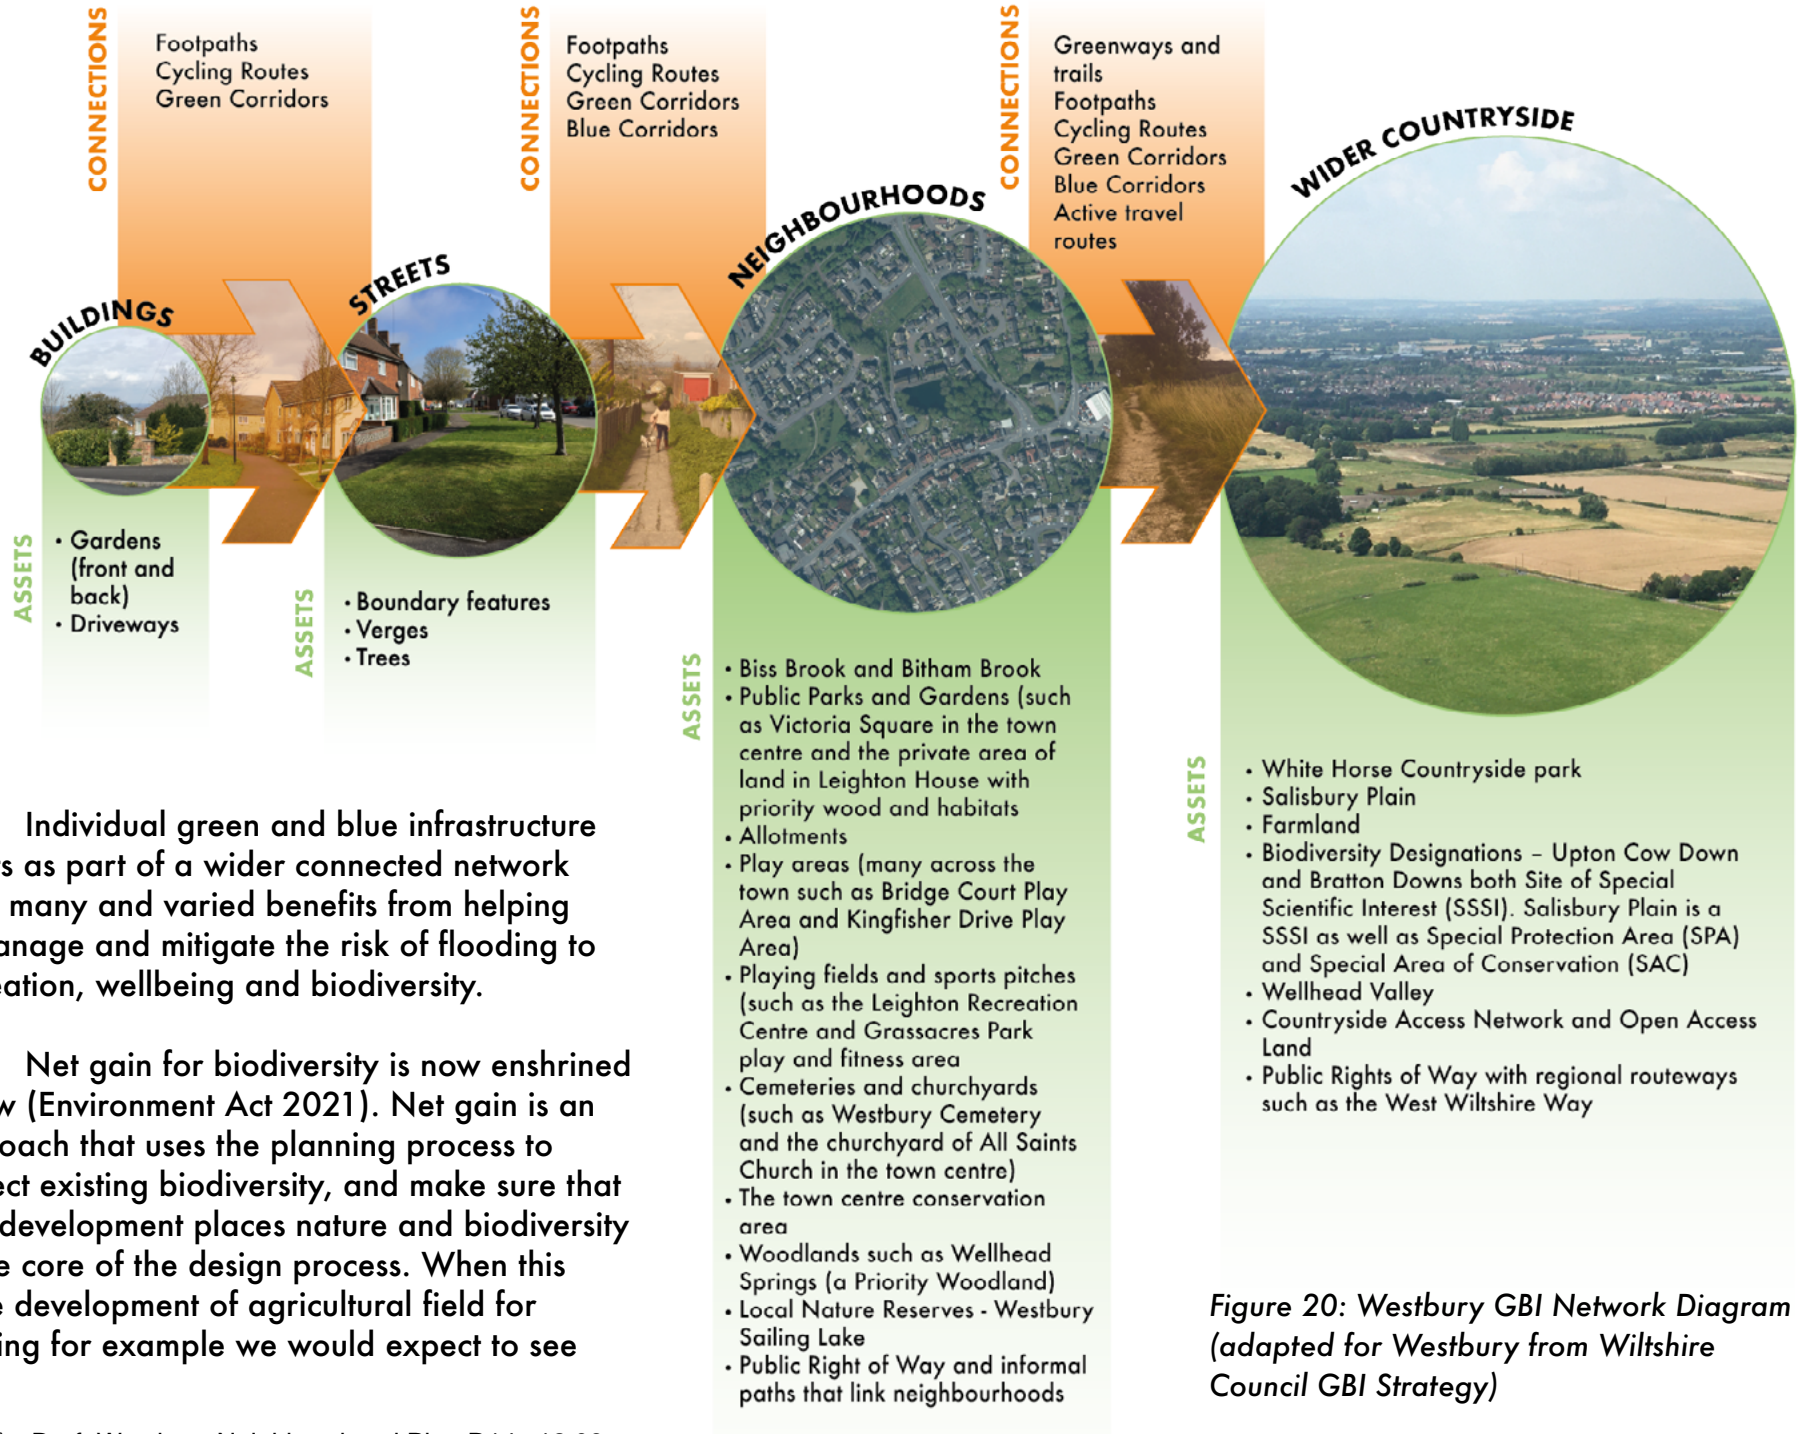 CONNECTIONS
Footpaths
Cycling Routes
Green Corridors
CONNECTIONS
Footpaths
Cycling Routes
Green Corridors
Blue Corridors
CONNECTIONS
Greenways and
trails
Footpaths
Cycling Routes
Green Corridors
Blue Corridors
Active travel
routes
BUILDINGS
STREETS
NEIGHBOURHOODS
WIDER COUNTRYSIDE
ASSETS
• Gardens
(front and
back)
• Driveways
ASSETS
• Boundary features
• Verges
• Trees
ASSETS
• Biss Brook and Bitham Brook
• Public Parks and Gardens (such
as Victoria Square in the town
centre and the private area of
land in Leighton House with
priority wood and habitats
• Allotments
• Play areas (many across the
town such as Bridge Court Play
Area and Kingfisher Drive Play
Area)
• Playing fields and sports pitches
(such as the Leighton Recreation
Centre and Grassacres Park
play and fitness area
• Cemeteries and churchyards
(such as Westbury Cemetery
and the churchyard of All Saints
Church in the town centre)
• The town centre conservation
area
• Woodlands such as Wellhead
Springs (a Priority Woodland)
• Local Nature Reserves - Westbury
Sailing Lake
• Public Right of Way and informal
paths that link neighbourhoods
ASSETS
• White Horse Countryside park
• Salisbury Plain
• Farmland
• Biodiversity Designations – Upton Cow Down
and Bratton Downs both Site of Special
Scientific Interest (SSSI). Salisbury Plain is a
SSSI as well as Special Protection Area (SPA)
and Special Area of Conservation (SAC)
• Wellhead Valley
• Countryside Access Network and Open Access
Land
• Public Rights of Way with regional routeways
such as the West Wiltshire Way
Individual green and blue infrastructure
as part of a wider connected network
many and varied benefits from helping
and mitigate the risk of flooding to
wellbeing and biodiversity.
Net gain for biodiversity is now enshrined
(Environment Act 2021). Net gain is an
that uses the planning process to
existing biodiversity, and make sure that
development places nature and biodiversity
core of the design process. When this
development of agricultural field for
for example we would expect to see
Figure 20: Westbury GBI Network Diagram
(adapted for Westbury from Wiltshire
Council GBI Strategy)